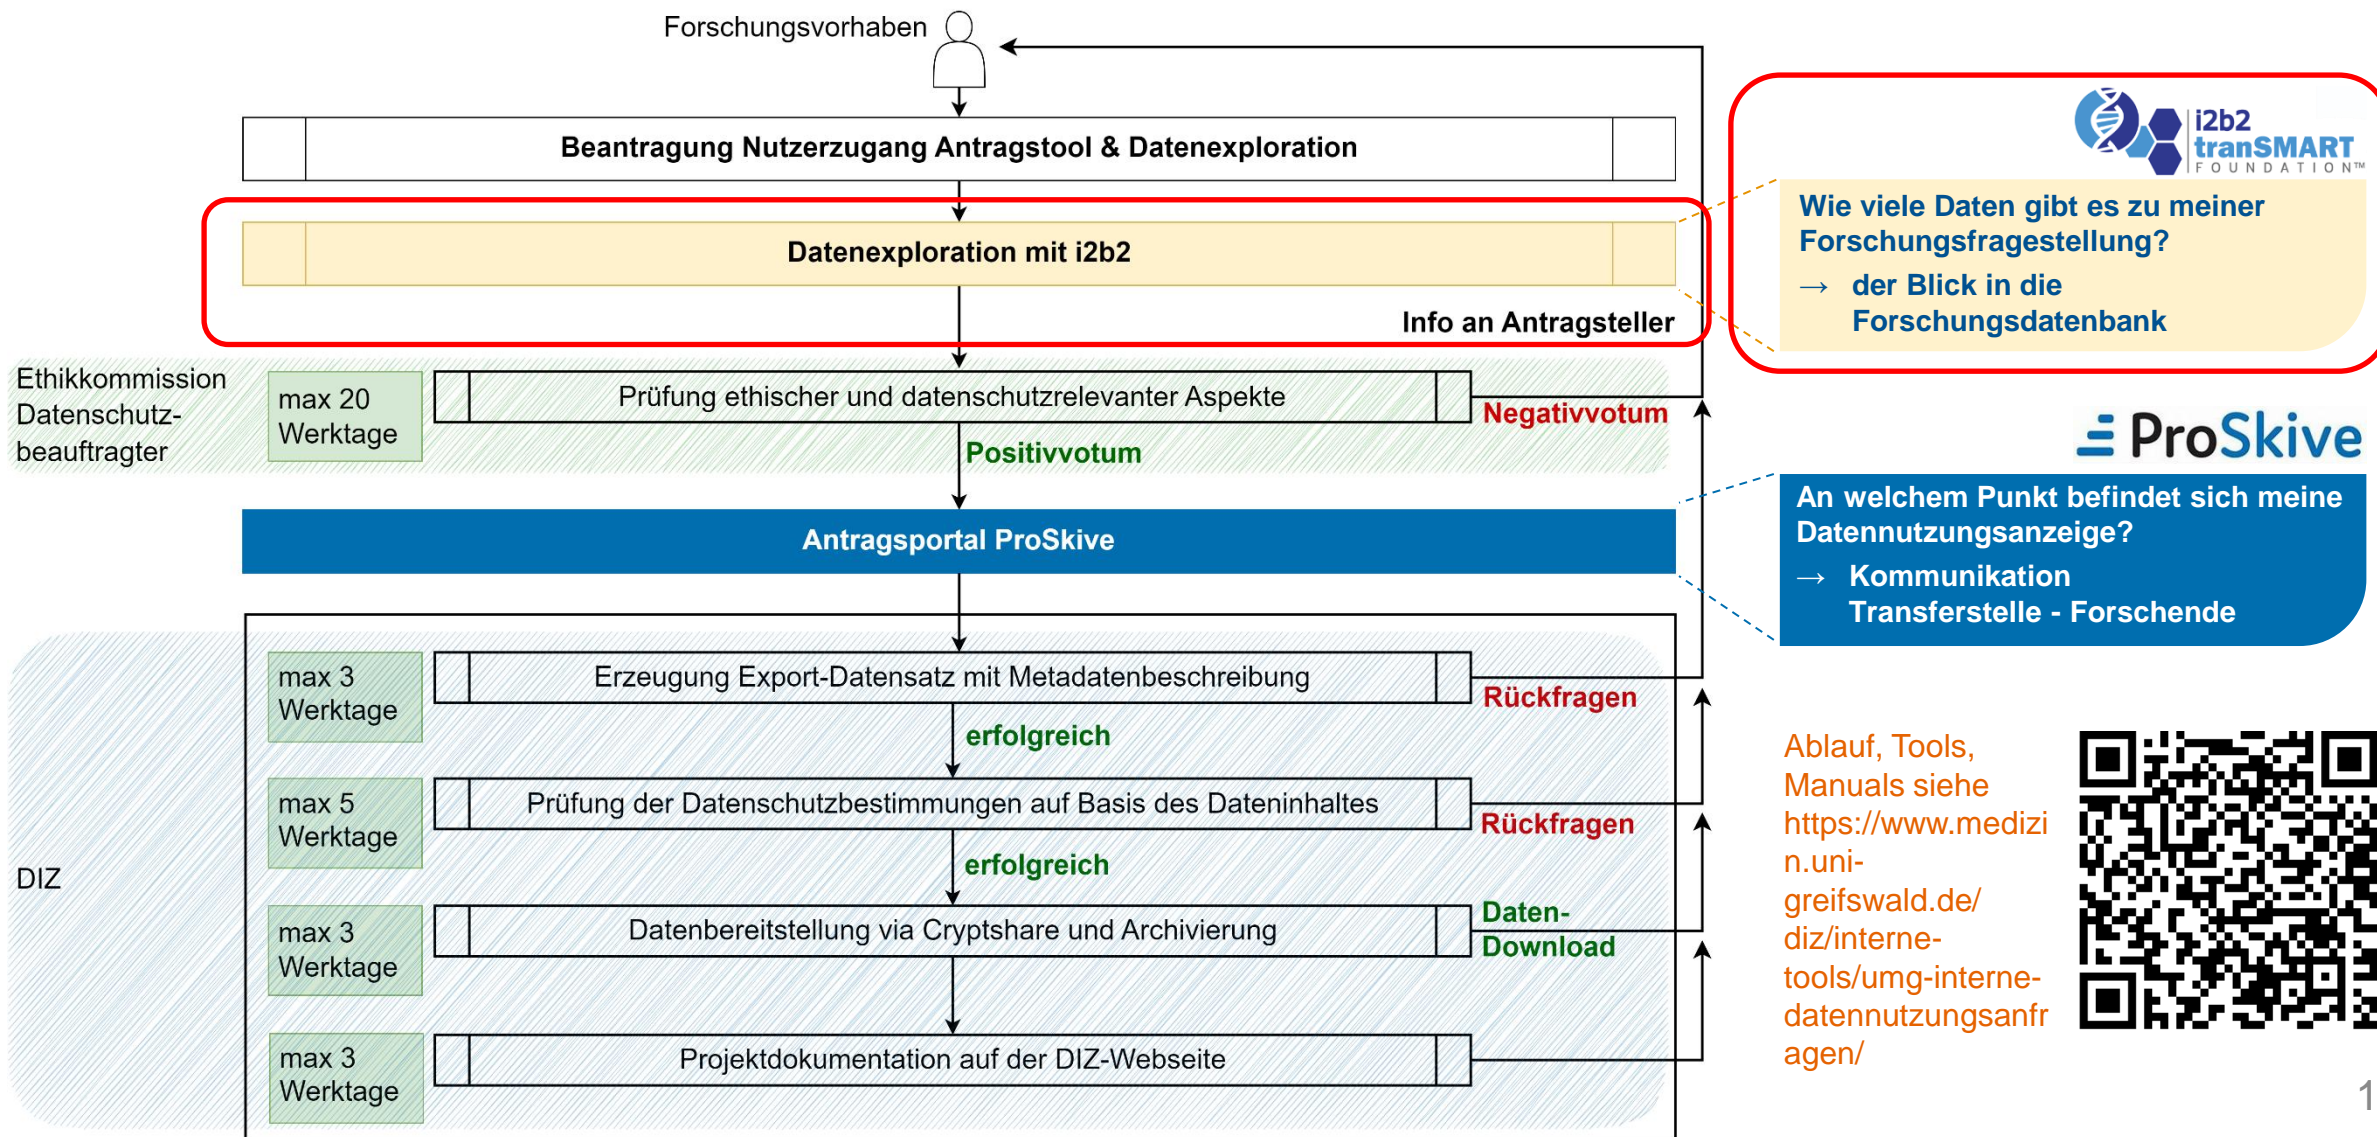 Forschungsvorhaben
Beantragung Nutzerzugang Antragstool & Datenexploration
Datenexploration mit i2b2
Info an Antragsteller
Ethikkommission
Datenschutz-
beauftragter
max 20
Werktage
Prüfung ethischer und datenschutzrelevanter Aspekte
Negativvotum
Positivvotum
Antragsportal ProSkive
DIZ
max 3
Werktage
Erzeugung Export-Datensatz mit Metadatenbeschreibung
Rückfragen
erfolgreich
max 5
Werktage
Prüfung der Datenschutzbestimmungen auf Basis des Dateninhaltes
Rückfragen
erfolgreich
max 3
Werktage
Datenbereitstellung via Cryptshare und Archivierung
Daten-
Download
max 3
Werktage
Projektdokumentation auf der DIZ-Webseite
i2b2
tranSMART
FOUNDATION™
Wie viele Daten gibt es zu meiner
Forschungsfragestellung?
→ der Blick in die
Forschungsdatenbank
ProSkive
An welchem Punkt befindet sich meine
Datennutzungsanzeige?
→ Kommunikation
Transferstelle - Forschende
Ablauf, Tools,
Manuals siehe
https://www.medizi
n.uni-
greifswald.de/
diz/interne-
tools/umg-interne-
datennutzungsanfr
agen/
1